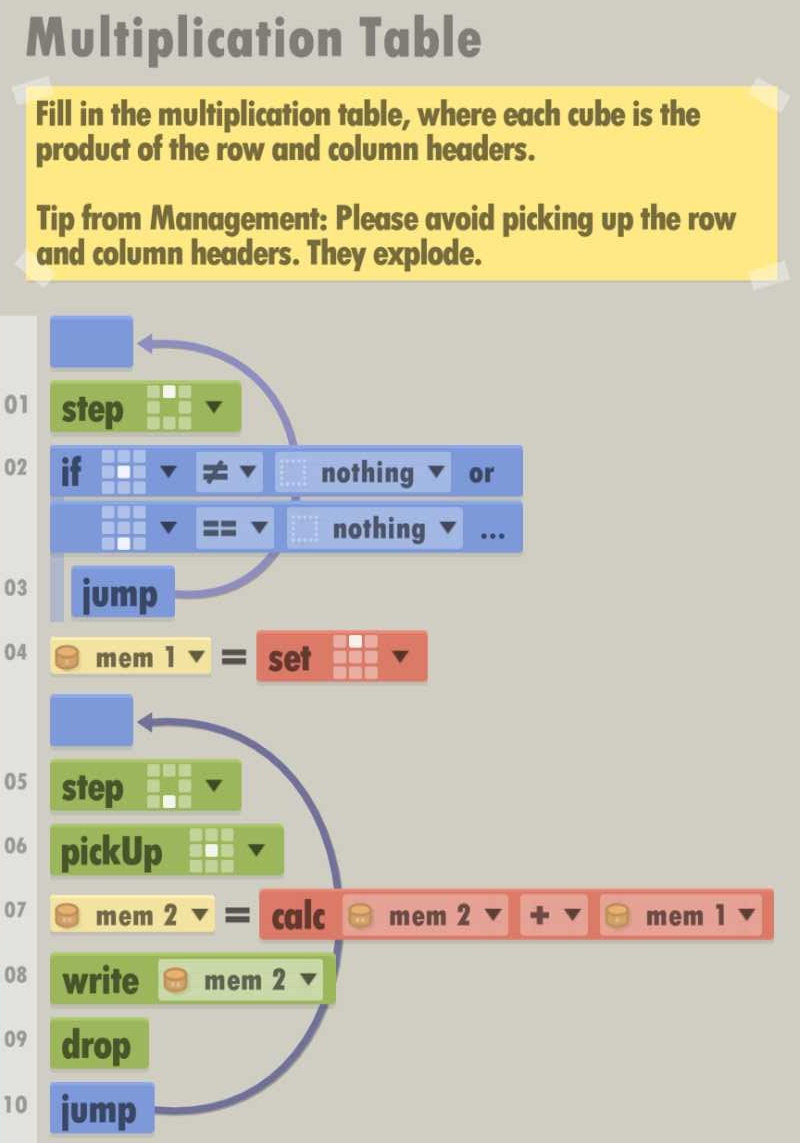 Multiplication Table
Fill in the multiplication table, where each cube is the
product of the row and column headers.
Tip from Management: Please avoid picking up the row
and column headers. They explode.
01 step
02 if ≠ nothing or
== nothing ...
03 jump
04 mem 1 = set
05 step
06 pickUp
07 mem 2 = calc mem 2 + mem 1
08 write mem 2
09 drop
10 jump